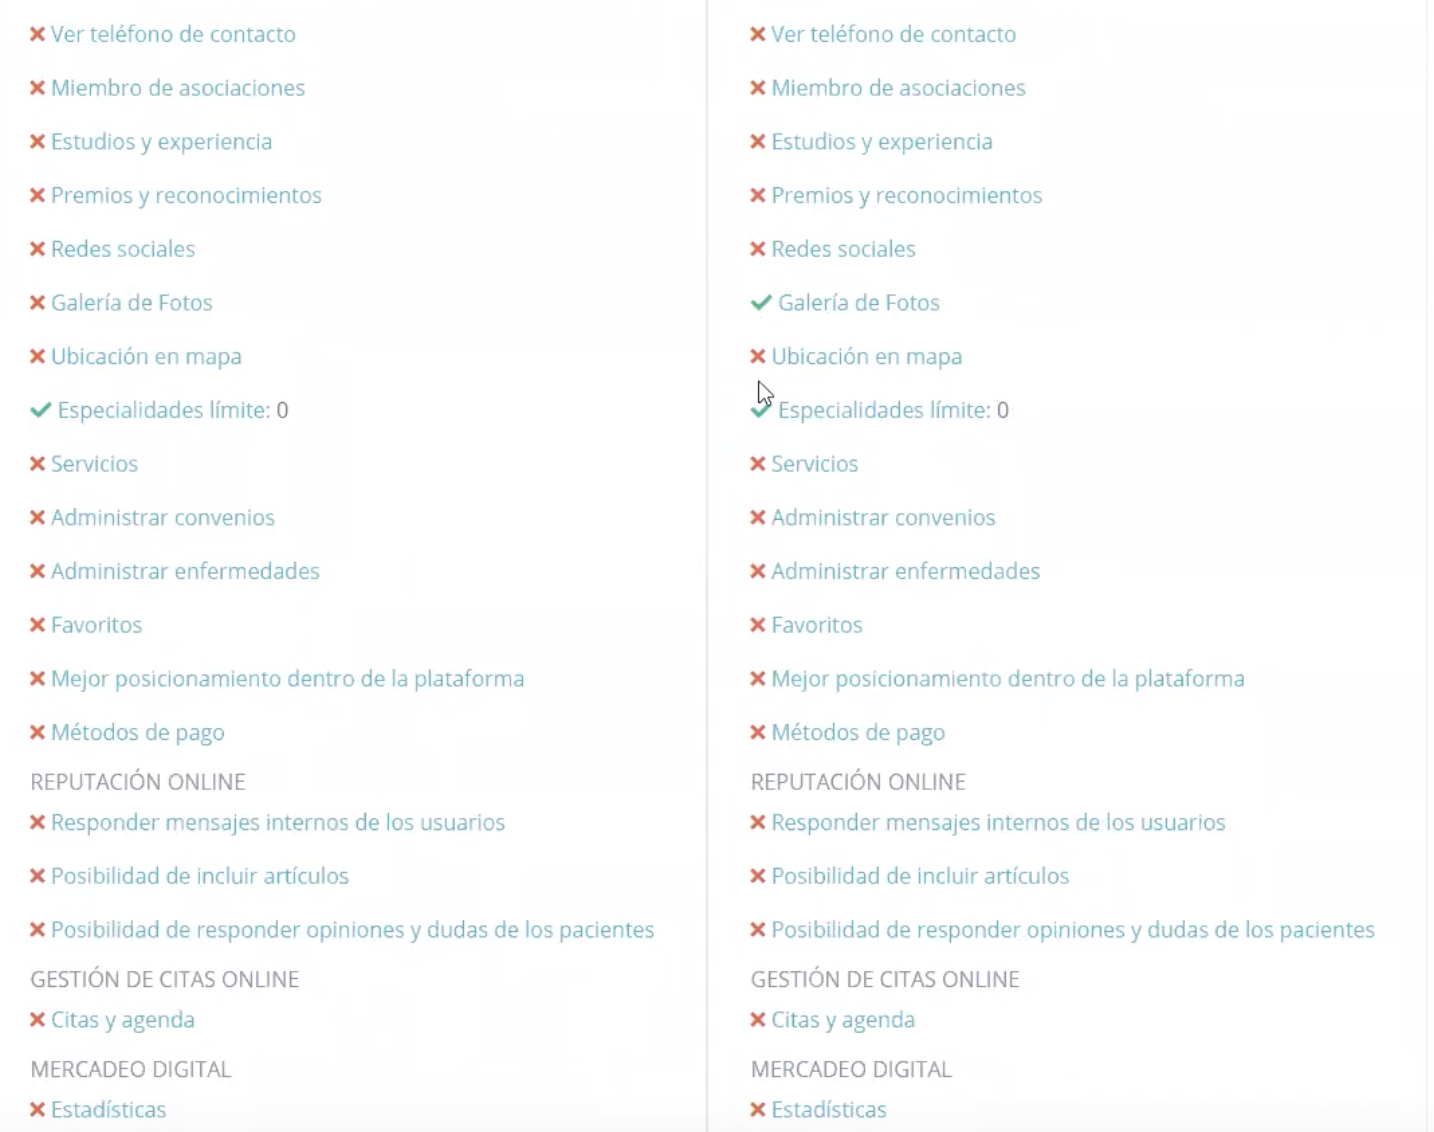 Ver teléfono de contacto
Miembro de asociaciones
Estudios y experiencia
Premios y reconocimientos
Redes sociales
Galería de Fotos
Ubicación en mapa
Especialidades límite: 0
Servicios
Administrar convenios
Administrar enfermedades
Favoritos
Mejor posicionamiento dentro de la plataforma
Métodos de pago
REPUTACIÓN ONLINE
Responder mensajes internos de los usuarios
Posibilidad de incluir artículos
Posibilidad de responder opiniones y dudas de los pacientes
GESTIÓN DE CITAS ONLINE
Citas y agenda
MERCADEO DIGITAL
Estadísticas
Ver teléfono de contacto
Miembro de asociaciones
Estudios y experiencia
Premios y reconocimientos
Redes sociales
Galería de Fotos
Ubicación en mapa
Especialidades límite: 0
Servicios
Administrar convenios
Administrar enfermedades
Favoritos
Mejor posicionamiento dentro de la plataforma
Métodos de pago
REPUTACIÓN ONLINE
Responder mensajes internos de los usuarios
Posibilidad de incluir artículos
Posibilidad de responder opiniones y dudas de los pacientes
GESTIÓN DE CITAS ONLINE
Citas y agenda
MERCADEO DIGITAL
Estadísticas